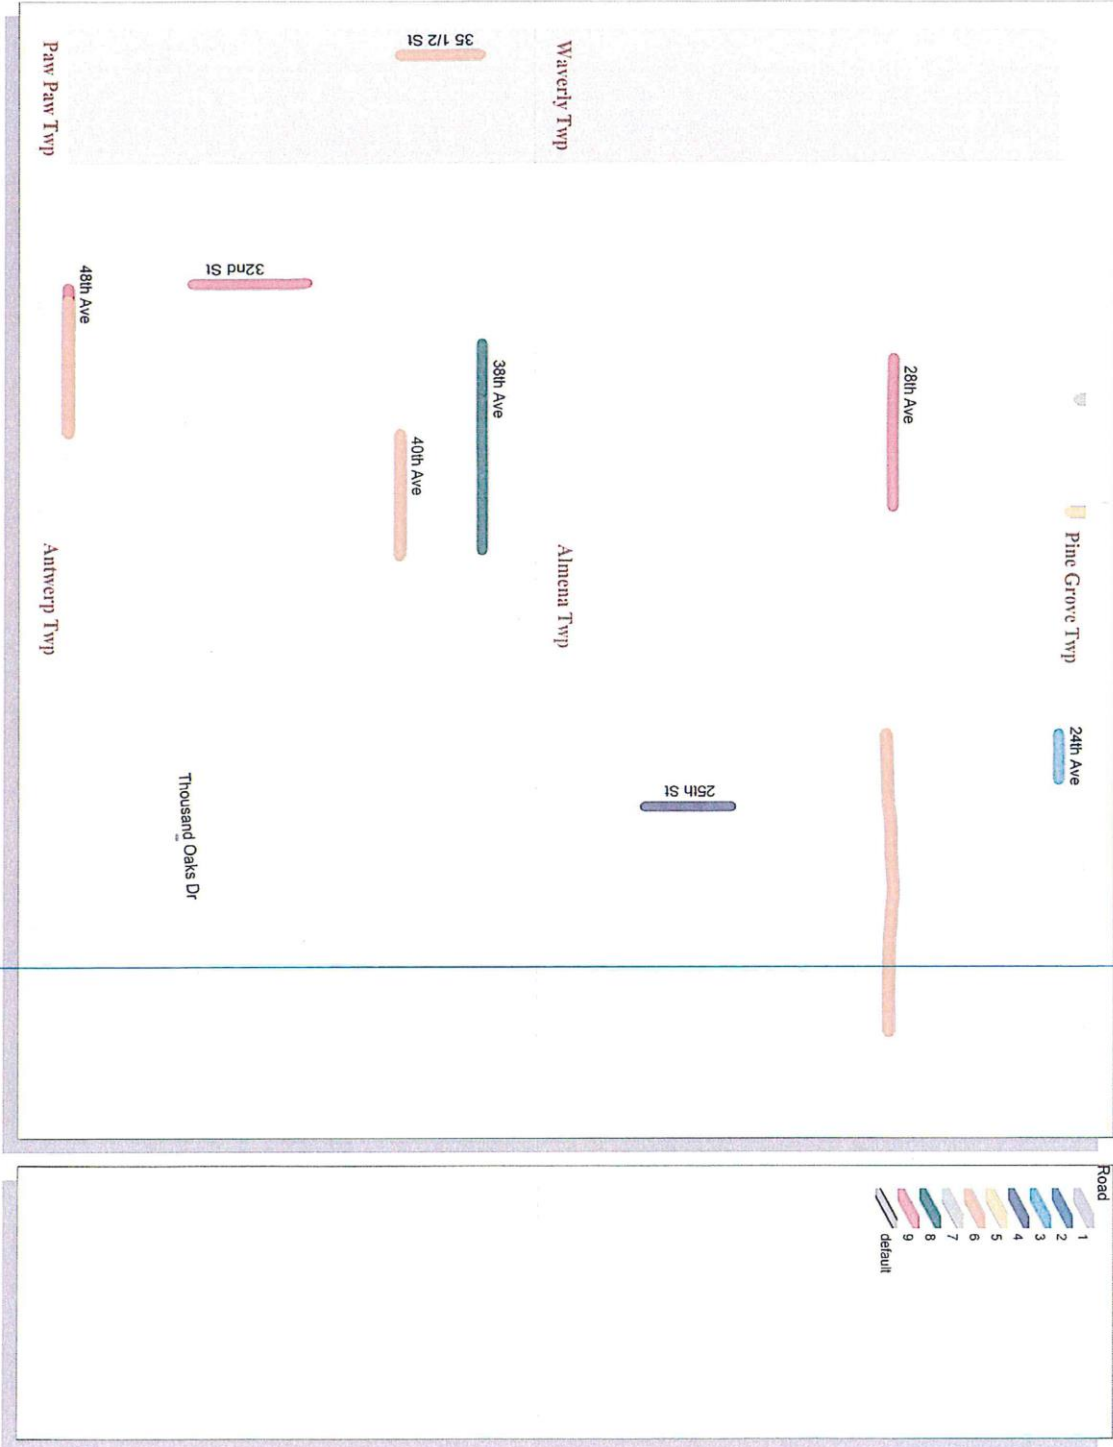 Pine Grove Twp
24th Ave
28th Ave
25th St
Waverly Twp
Almena Twp
35 1/2 St
38th Ave
40th Ave
32nd St
Thousand Oaks Dr
48th Ave
Paw Paw Twp
Antwerp Twp
Road
1
2
3
4
5
6
7
8
9
default